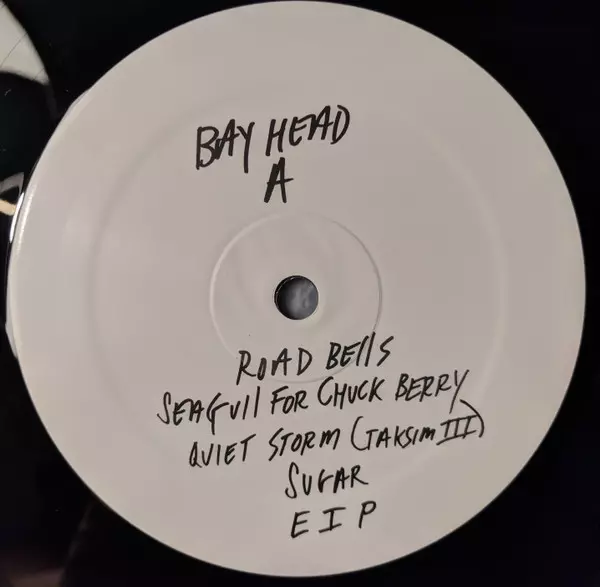 BAY HEAD
A
ROAD BEllS
SEAGUll FOR CHUCK BERRY
QUIET STORM (TAKSIM III)
SUGAR
E I P